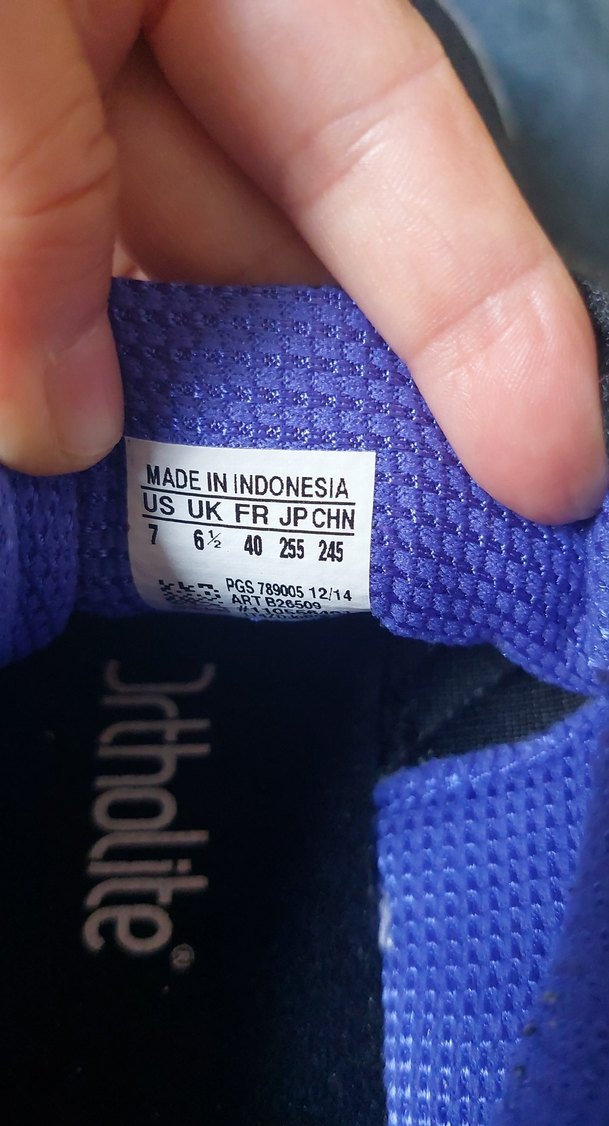 MADE IN INDONESIA
US UK FR JP CHN
7 6½ 40 255 245
PGS 789005 12/14
ART B26509
Ortholite®